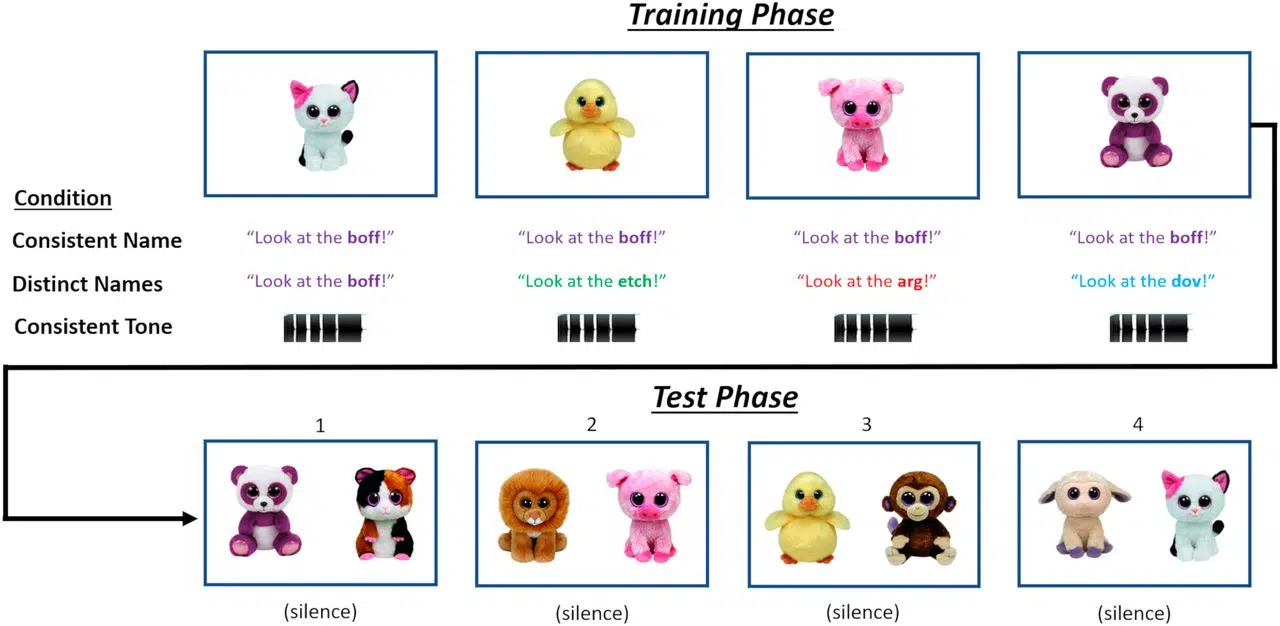 Training Phase
Condition
Consistent Name “Look at the boff!” “Look at the boff!” “Look at the boff!” “Look at the boff!”
Distinct Names “Look at the boff!” “Look at the etch!” “Look at the arg!” “Look at the dov!”
Consistent Tone
Test Phase
1 2 3 4
(silence) (silence) (silence) (silence)